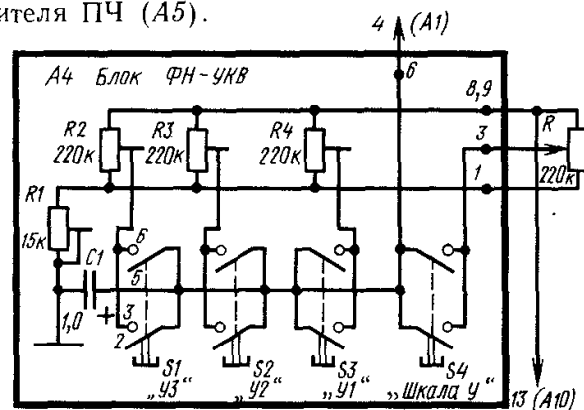 ителя ПЧ (А5).
4 (А1)
А4 Блок ФН-УКВ
6
8,9
R2
220к
R3
220к
R4
220к
3
R
220к
1
R1
15к
C1
1,0
+
6
5
3
2
S1
„У3“
S2
„У2“
S3
„У1“
S4
„Шкала У“
13 (А10)